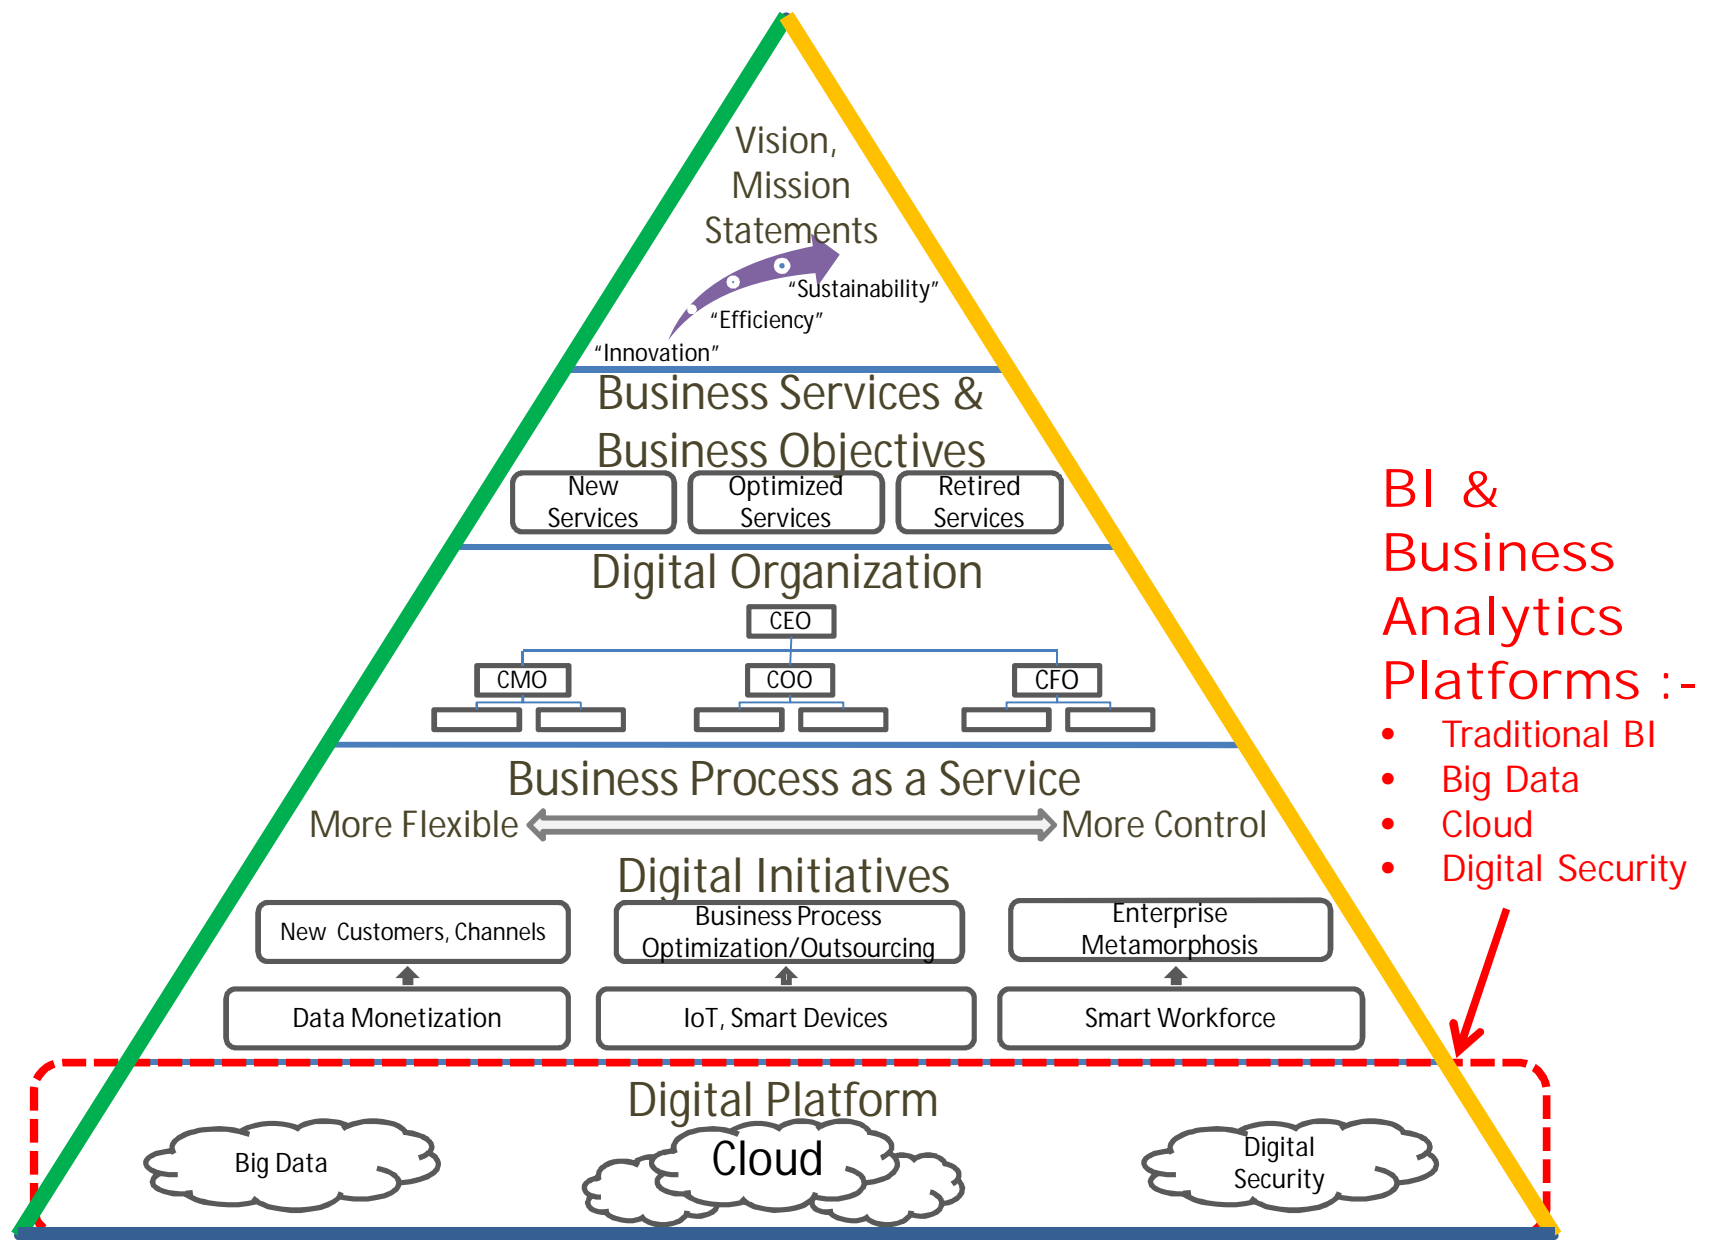 Vision,
Mission
Statements
“Sustainability”
“Efficiency”
“Innovation”
Business Services &
Business Objectives
New
Services
Optimized
Services
Retired
Services
Digital Organization
CEO
CMO
COO
CFO
Business Process as a Service
More Flexible
More Control
Digital Initiatives
New Customers, Channels
Business Process
Optimization/Outsourcing
Enterprise
Metamorphosis
Data Monetization
IoT, Smart Devices
Smart Workforce
Digital Platform
Big Data
Cloud
Digital
Security
BI &
Business
Analytics
Platforms :-
• Traditional BI
• Big Data
• Cloud
• Digital Security